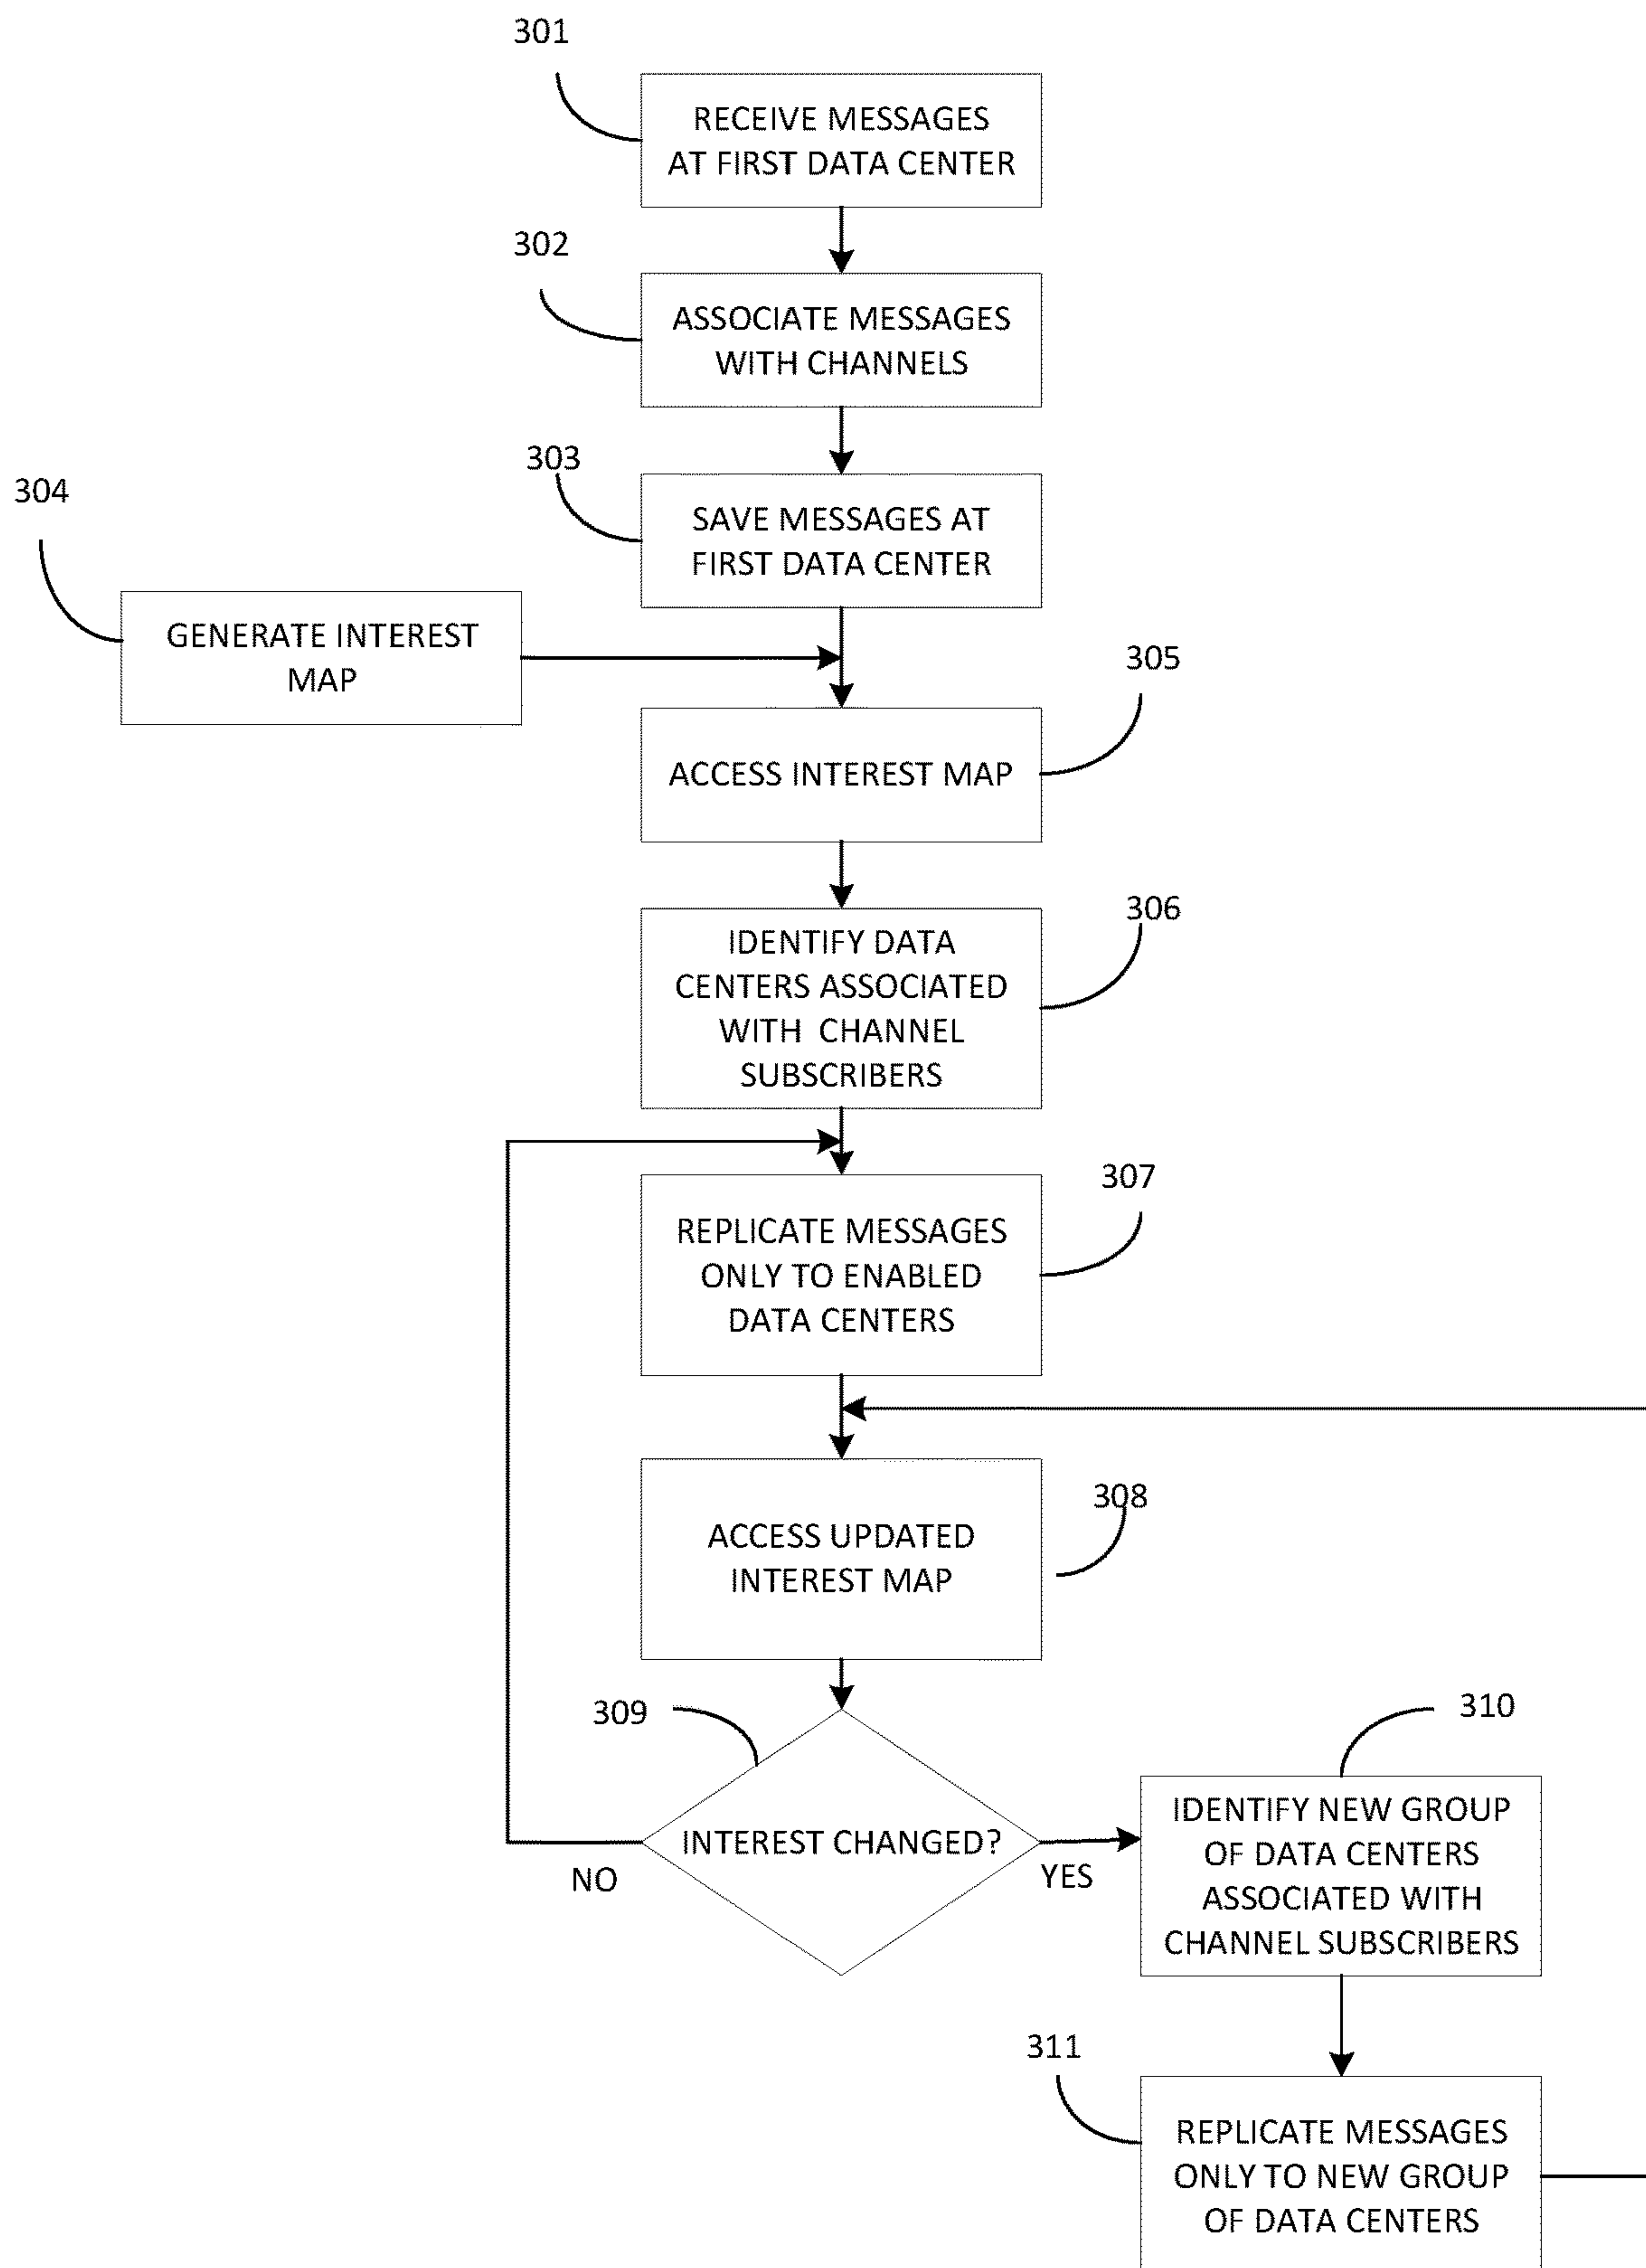 301
RECEIVE MESSAGES
AT FIRST DATA CENTER
302
ASSOCIATE MESSAGES
WITH CHANNELS
303
SAVE MESSAGES AT
FIRST DATA CENTER
304
GENERATE INTEREST
MAP
305
ACCESS INTEREST MAP
306
IDENTIFY DATA
CENTERS ASSOCIATED
WITH CHANNEL
SUBSCRIBERS
307
REPLICATE MESSAGES
ONLY TO ENABLED
DATA CENTERS
308
ACCESS UPDATED
INTEREST MAP
309
INTEREST CHANGED?
NO
YES
310
IDENTIFY NEW GROUP
OF DATA CENTERS
ASSOCIATED WITH
CHANNEL SUBSCRIBERS
311
REPLICATE MESSAGES
ONLY TO NEW GROUP
OF DATA CENTERS